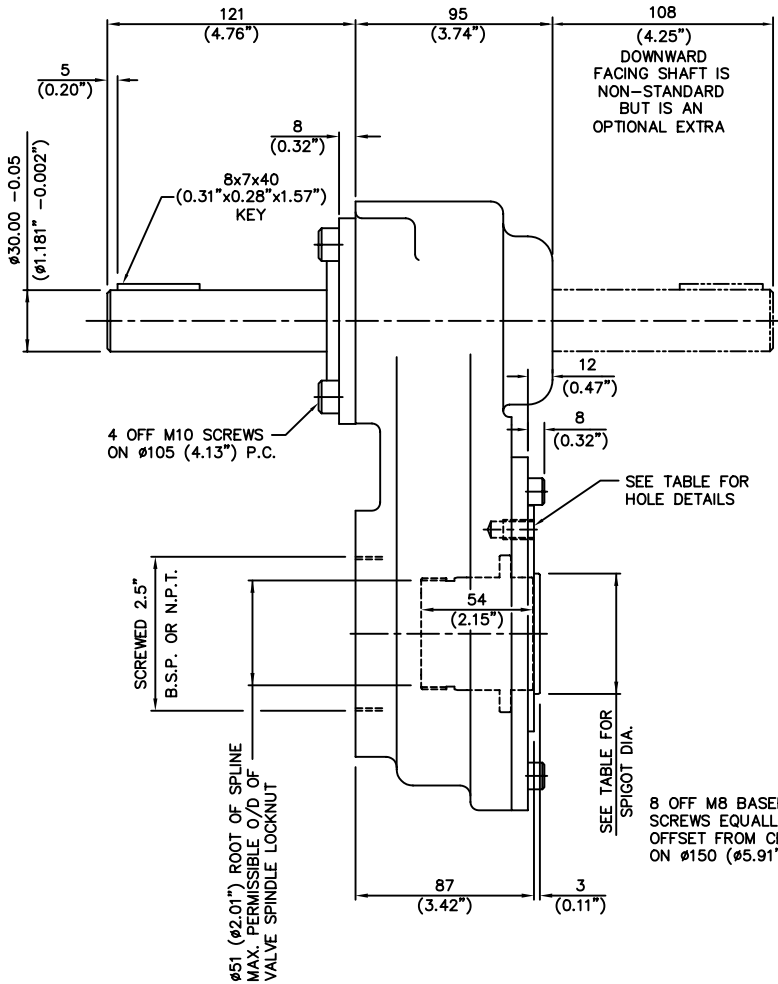 121
(4.76")
95
(3.74")
108
(4.25")
DOWNWARD
FACING SHAFT IS
NON-STANDARD
BUT IS AN
OPTIONAL EXTRA
5
(0.20")
8
(0.32")
8x7x40
(0.31"x0.28"x1.57")
KEY
ø30.00 -0.05
(ø1.181" -0.002")
12
(0.47")
8
(0.32")
4 OFF M10 SCREWS
ON ø105 (4.13") P.C.
SEE TABLE FOR
HOLE DETAILS
SCREWED 2.5"
B.S.P. OR N.P.T.
54
(2.15")
ø51 (ø2.01") ROOT OF SPLINE
MAX. PERMISSIBLE O/D OF
VALVE SPINDLE LOCKNUT
SEE TABLE FOR
SPIGOT DIA.
8 OFF M8
SCREWS
OFFSET FROM
ON ø150 (ø5.91"
87
(3.42")
3
(0.11")